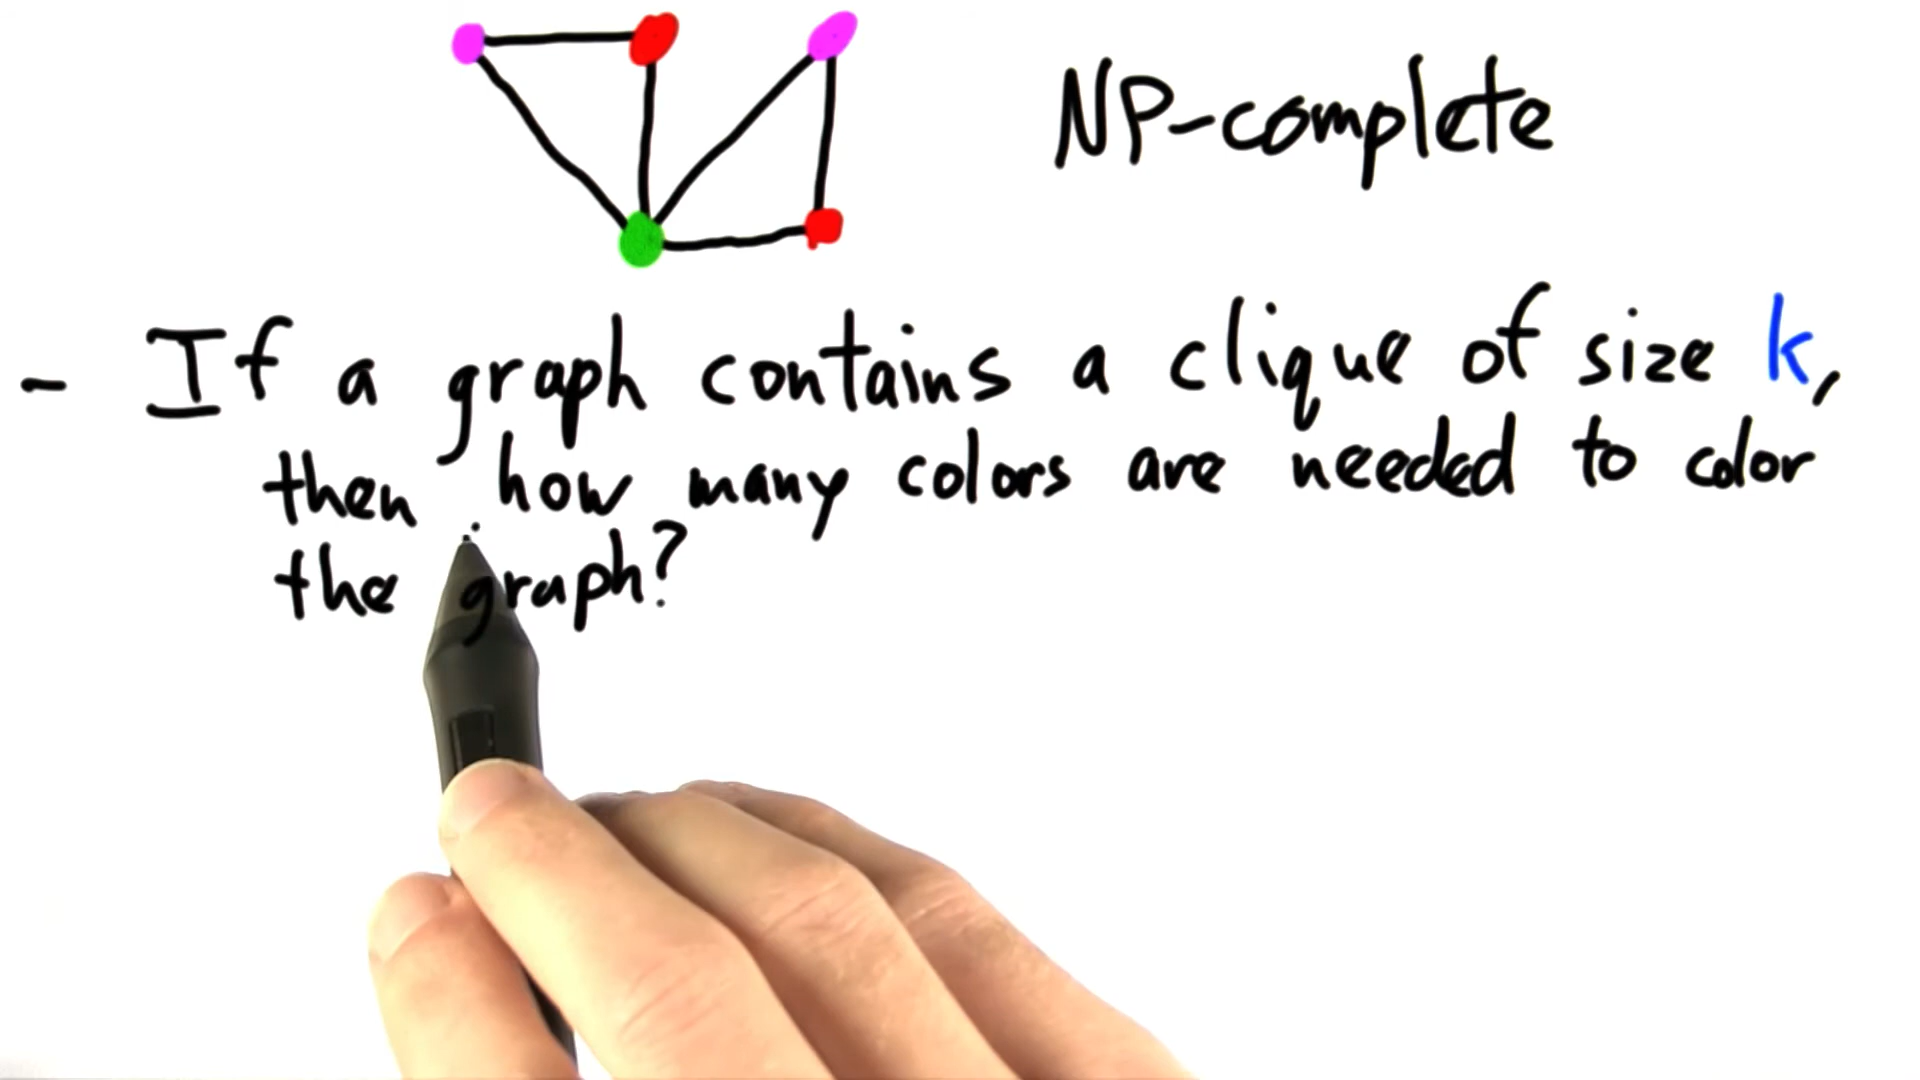 NP-complete
- If a graph contains a clique of size k,
then how many colors are needed to color
the graph?